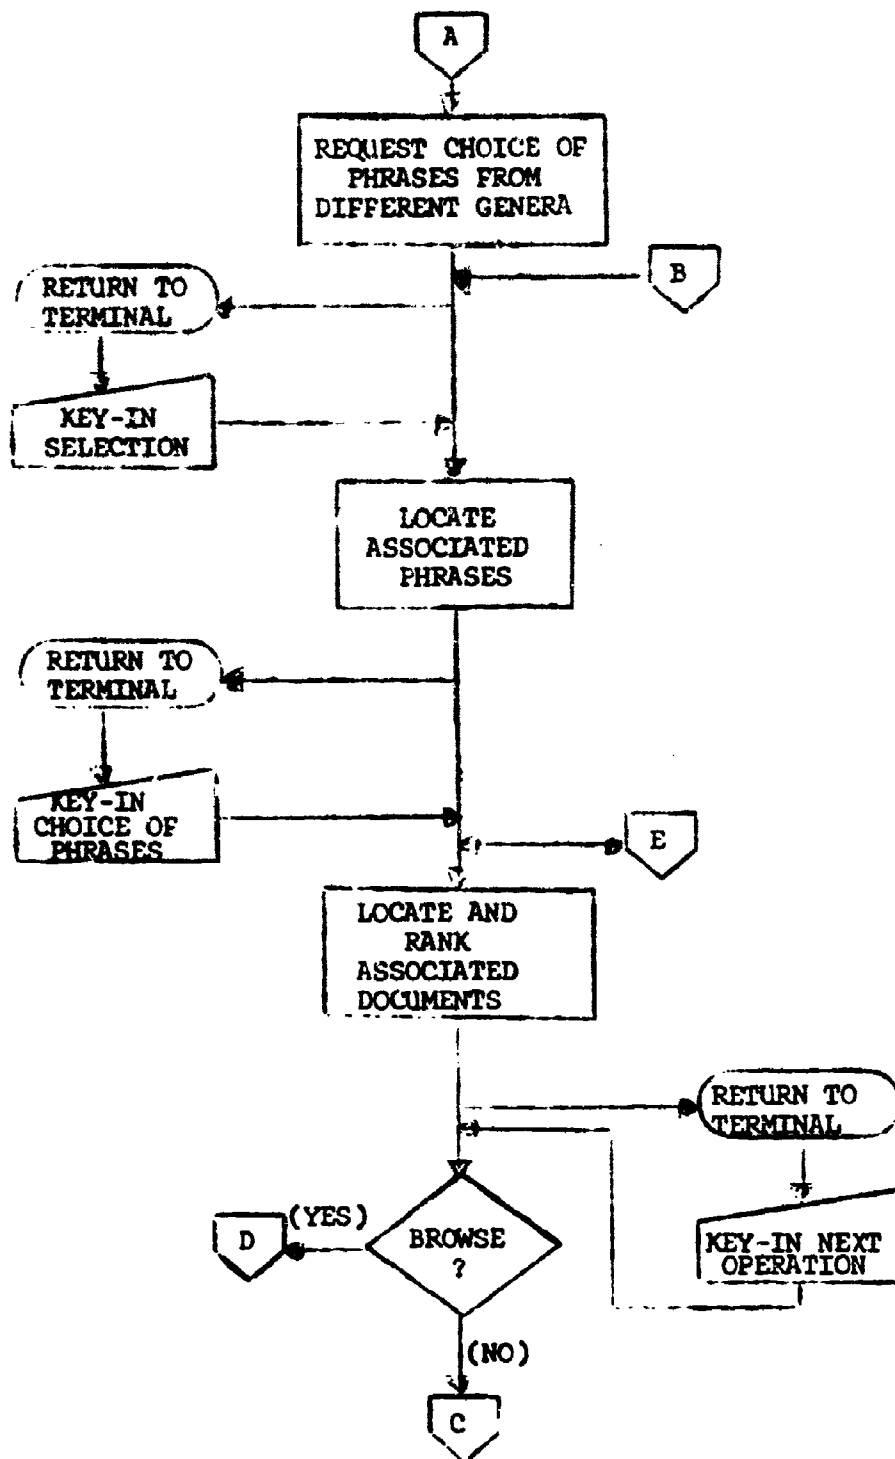 A
REQUEST CHOICE OF
PHRASES FROM
DIFFERENT GENERA
B
RETURN TO
TERMINAL
KEY-IN
SELECTION
LOCATE
ASSOCIATED
PHRASES
RETURN TO
TERMINAL
KEY-IN
CHOICE OF
PHRASES
E
LOCATE AND
RANK
ASSOCIATED
DOCUMENTS
RETURN TO
TERMINAL
(YES)
D
BROWSE
?
KEY-IN NEXT
OPERATION
(NO)
C